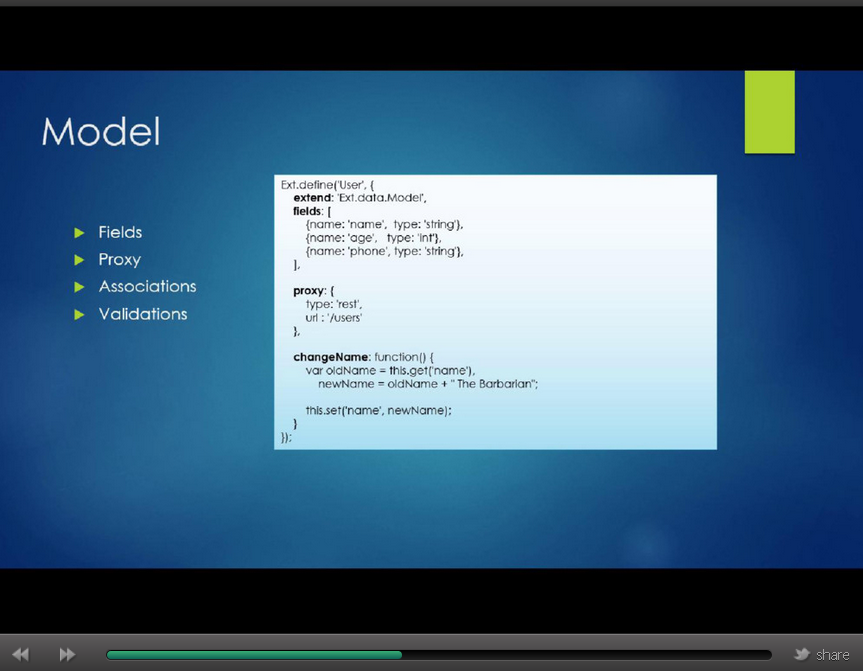 Model
Fields
Proxy
Associations
Validations
Ext.define('User', {
extend: 'Ext.data.Model',
fields: [
{name: 'name', type: 'string'},
{name: 'age', type: 'int'},
{name: 'phone', type: 'string'},
],
proxy: {
type: 'rest',
url : '/users'
},
changeName: function() {
var oldName = this.get('name'),
newName = oldName + " The Barbarian";
this.set('name', newName);
}
});
share